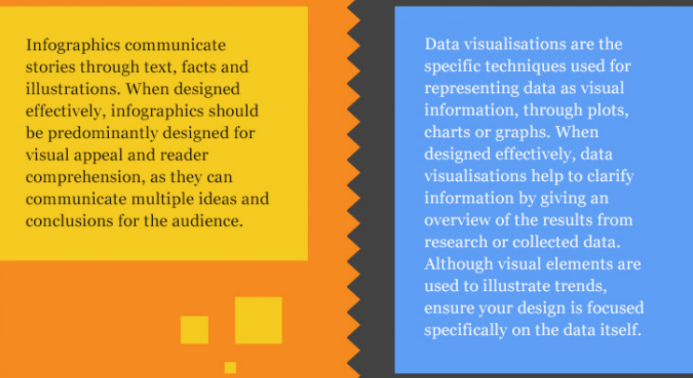 Infographics communicate
stories through text, facts and
illustrations. When designed
effectively, infographics should
be predominantly designed for
visual appeal and reader
comprehension, as they can
communicate multiple ideas and
conclusions for the audience.
Data visualisations are the
specific techniques used for
representing data as visual
information, through plots,
charts or graphs. When
designed effectively, data
visualisations help to clarify
information by giving an
overview of the results from
research or collected data.
Although visual elements are
used to illustrate trends,
ensure your design is focused
specifically on the data itself.